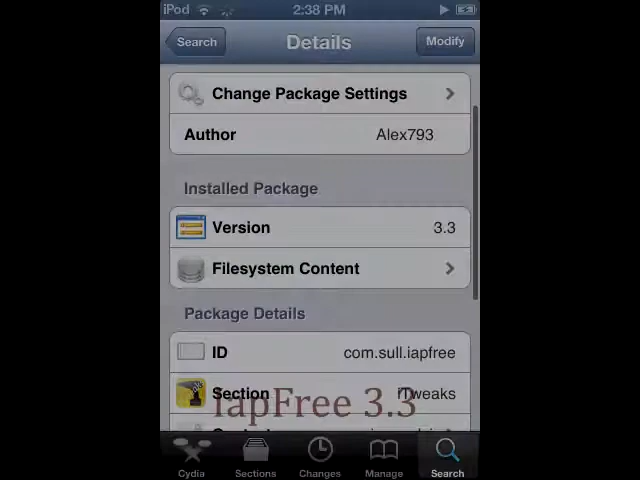 iPod 2:38 PM
Search Details Modify
Change Package Settings
Author Alex793
Installed Package
Version 3.3
Filesystem Content
Package Details
ID com.sull.iapfree
Section iTweaks
IapFree 3.3
Cydia Sections Changes Manage Search